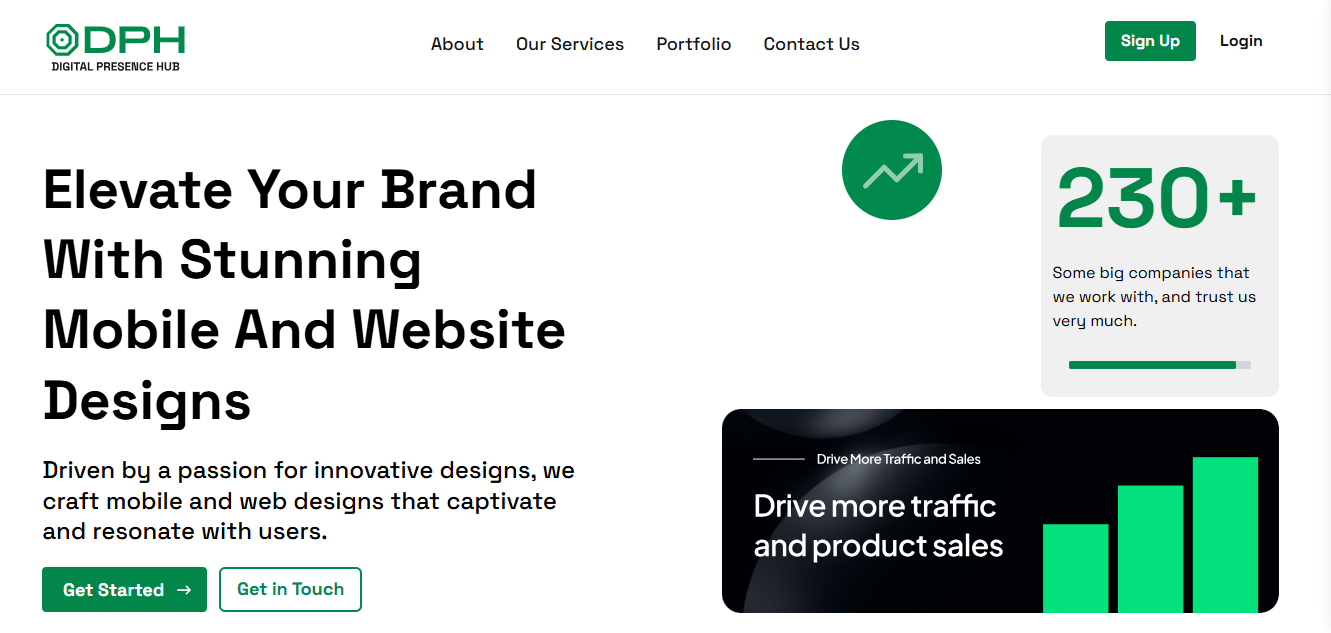 DPH
DIGITAL PRESENCE HUB
About
Our Services
Portfolio
Contact Us
Sign Up
Login
Elevate Your Brand
With Stunning
Mobile And Website
Designs
Driven by a passion for innovative designs, we
craft mobile and web designs that captivate
and resonate with users.
Get Started →
Get in Touch
230+
Some big companies that
we work with, and trust us
very much.
Drive More Traffic and Sales
Drive more traffic
and product sales